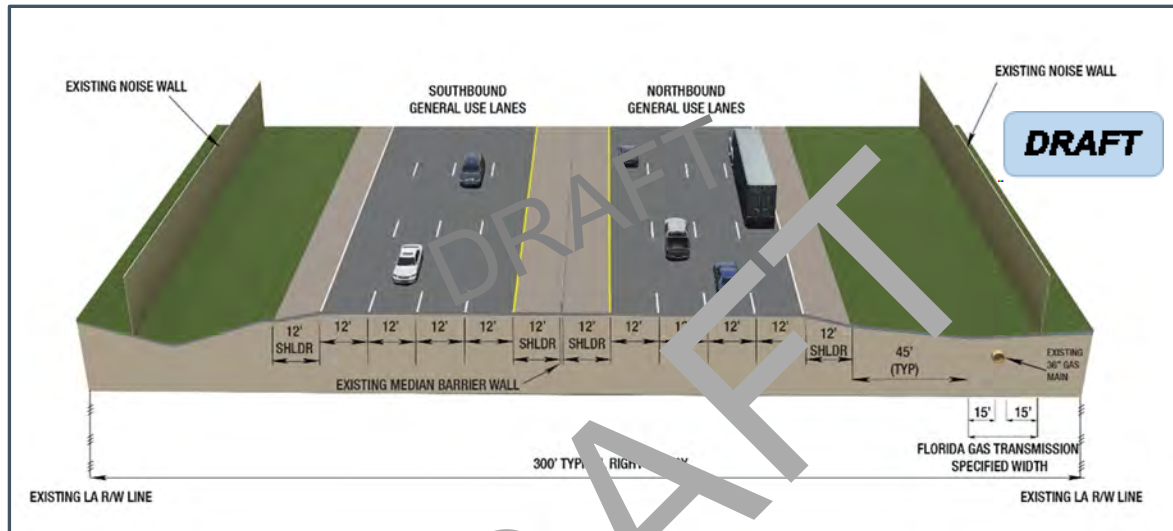 EXISTING NOISE WALL
SOUTHBOUND
GENERAL USE LANES
NORTHBOUND
GENERAL USE LANES
EXISTING NOISE WALL
DRAFT
DRAFT
DRAFT
12'
SHLDR
12'
12'
12'
12'
12'
SHLDR
12'
SHLDR
12'
12'
12'
12'
SHLDR
45'
(TYP)
EXISTING
36" GAS
MAIN
EXISTING MEDIAN BARRIER WALL
15'
15'
FLORIDA GAS TRANSMISSION
SPECIFIED WIDTH
300' RIGHT
EXISTING LA R/W LINE
EXISTING LA R/W LINE